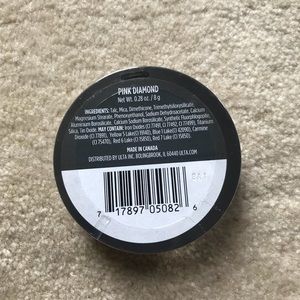 PINK DIAMOND
Net Wt. 0.28 oz. / 8 g
INGREDIENTS: Talc, Mica, Dimethicone, Trimethylsiloxysilicate,
Magnesium Stearate, Phenoxyethanol, Sodium Dehydroacetate, Calcium
Aluminum Borosilicate, Calcium Sodium Borosilicate, Synthetic Fluorphlogopite,
Silica, Tin Oxide. MAY CONTAIN: Iron Oxides (CI 77491, CI 77492, CI 77499), Titanium
Dioxide (CI 77891), Yellow 5 Lake (CI 19140), Blue 1 Lake (CI 42090), Carmine
(CI 75470), Red 6 Lake (CI 15850), Red 7 Lake (CI 15850).
MADE IN CANADA
DISTRIBUTED BY ULTA INC. BOLINGBROOK, IL 60440 ULTA.COM
7 17897 05082 6